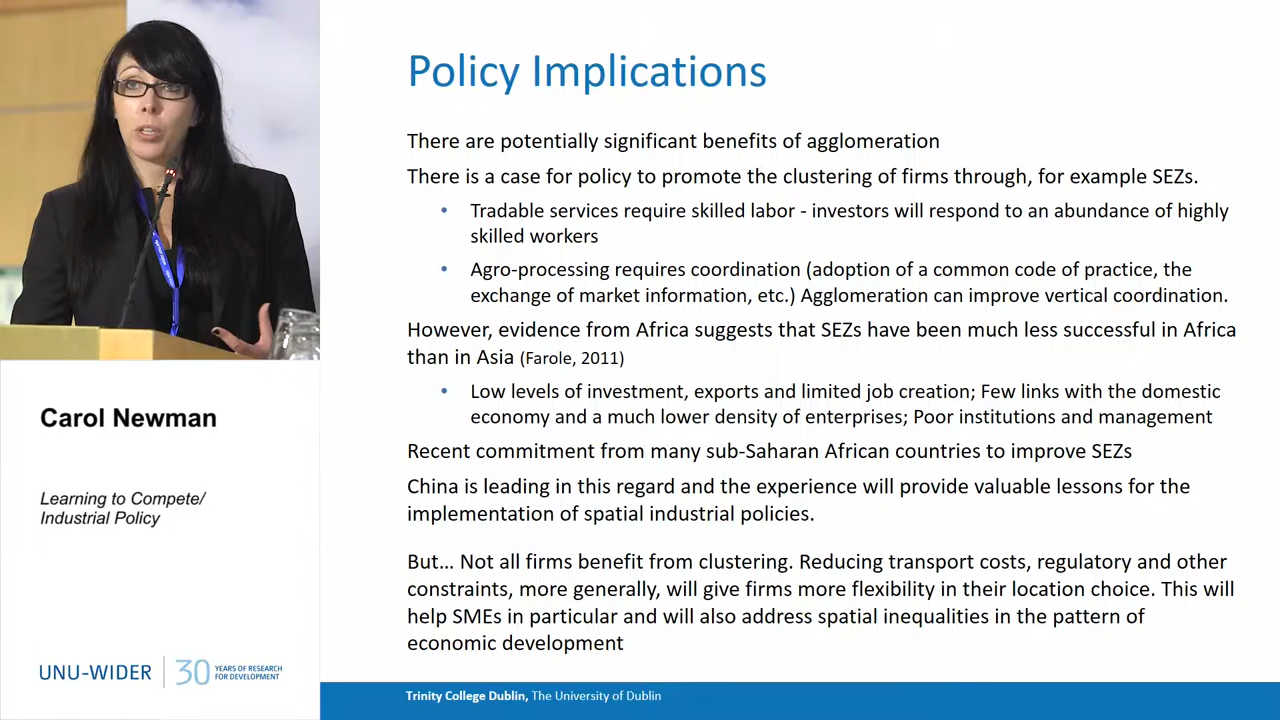 Policy Implications
There are potentially significant benefits of agglomeration
There is a case for policy to promote the clustering of firms through, for example SEZs.
• Tradable services require skilled labor - investors will respond to an abundance of highly
skilled workers
• Agro-processing requires coordination (adoption of a common code of practice, the
exchange of market information, etc.) Agglomeration can improve vertical coordination.
However, evidence from Africa suggests that SEZs have been much less successful in Africa
than in Asia (Farole, 2011)
• Low levels of investment, exports and limited job creation; Few links with the domestic
economy and a much lower density of enterprises; Poor institutions and management
Recent commitment from many sub-Saharan African countries to improve SEZs
China is leading in this regard and the experience will provide valuable lessons for the
implementation of spatial industrial policies.
But... Not all firms benefit from clustering. Reducing transport costs, regulatory and other
constraints, more generally, will give firms more flexibility in their location choice. This will
help SMEs in particular and will also address spatial inequalities in the pattern of
economic development
Trinity College Dublin, The University of Dublin
Carol Newman
Learning to Compete/
Industrial Policy
UNU-WIDER
30
YEARS OF RESEARCH
FOR DEVELOPMENT